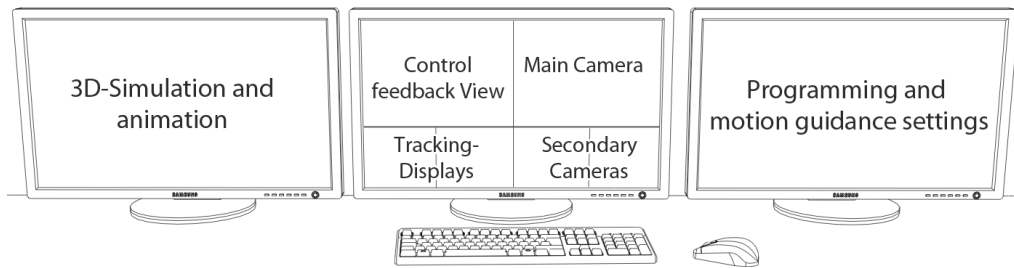 3D-Simulation and
animation
Control
feedback View
Main Camera
Tracking-
Displays
Secondary
Cameras
Programming and
motion guidance settings
SAMSUNG
SAMSUNG
SAMSUNG